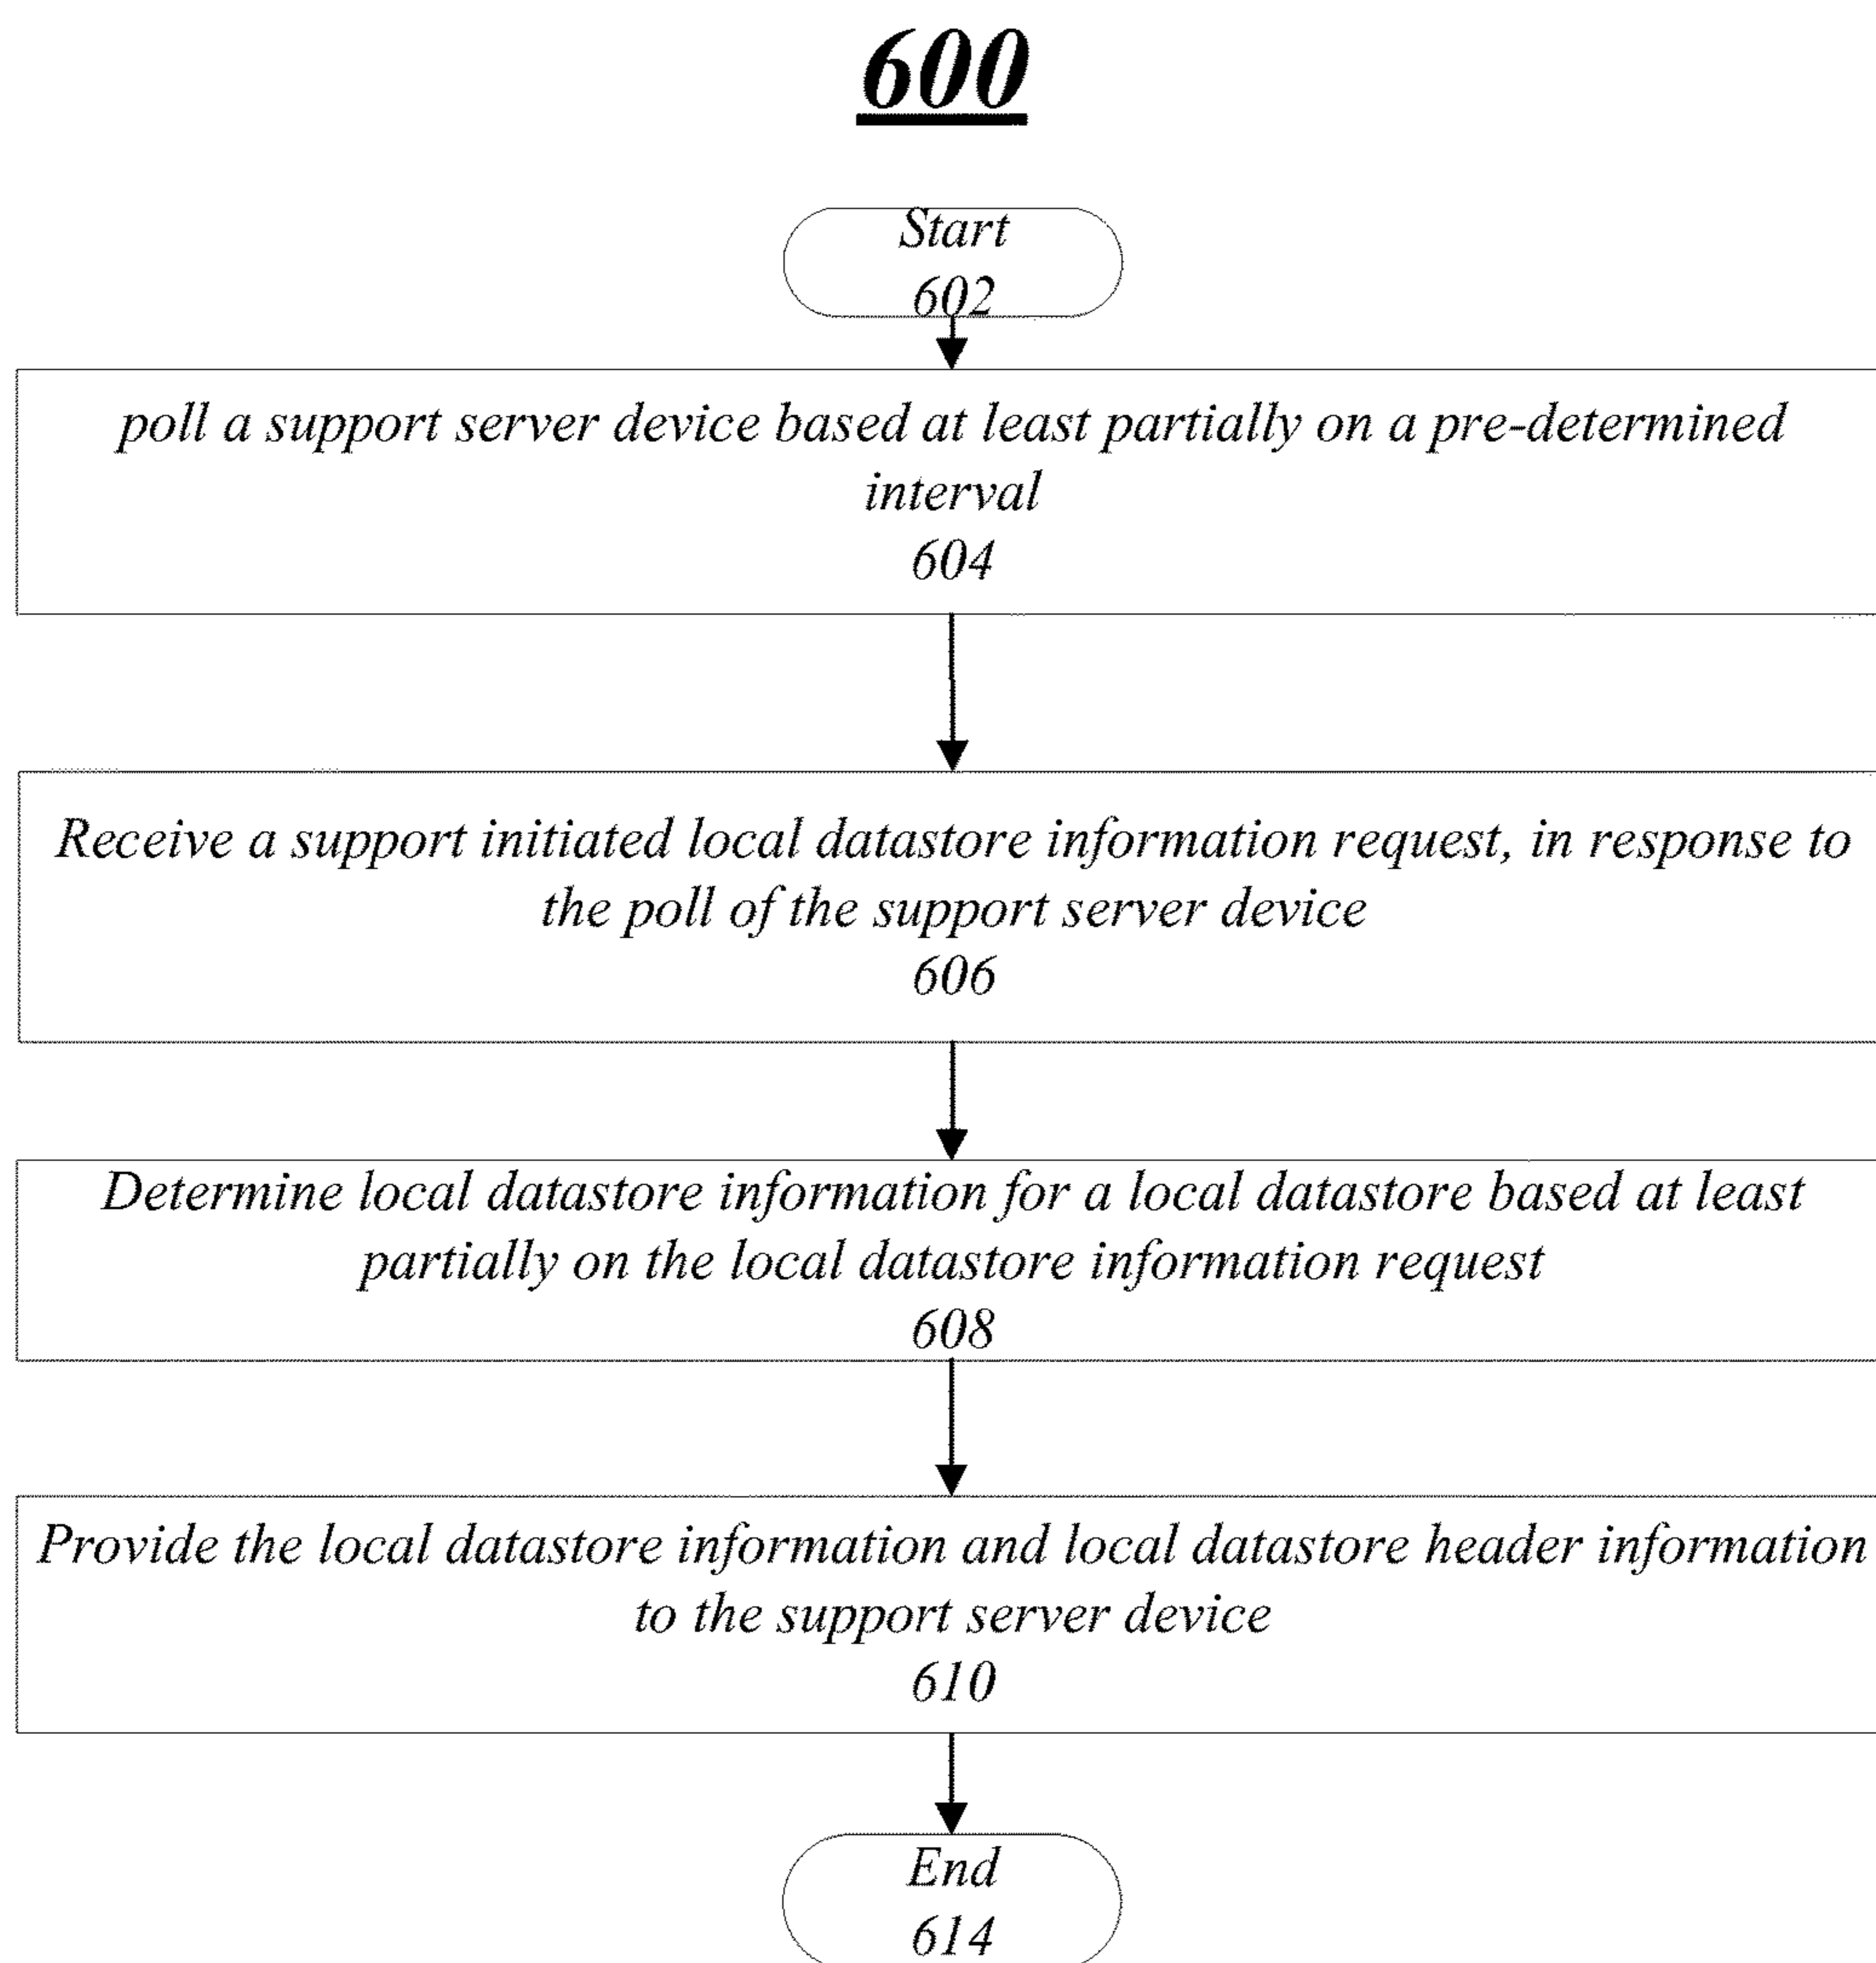 600
Start
602
poll a support server device based at least partially on a pre-determined
interval
604
Receive a support initiated local datastore information request, in response to
the poll of the support server device
606
Determine local datastore information for a local datastore based at least
partially on the local datastore information request
608
Provide the local datastore information and local datastore header information
to the support server device
610
End
614